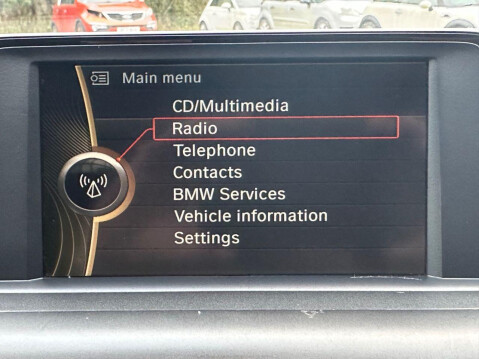 Main menu
CD/Multimedia
Radio
Telephone
Contacts
BMW Services
Vehicle information
Settings